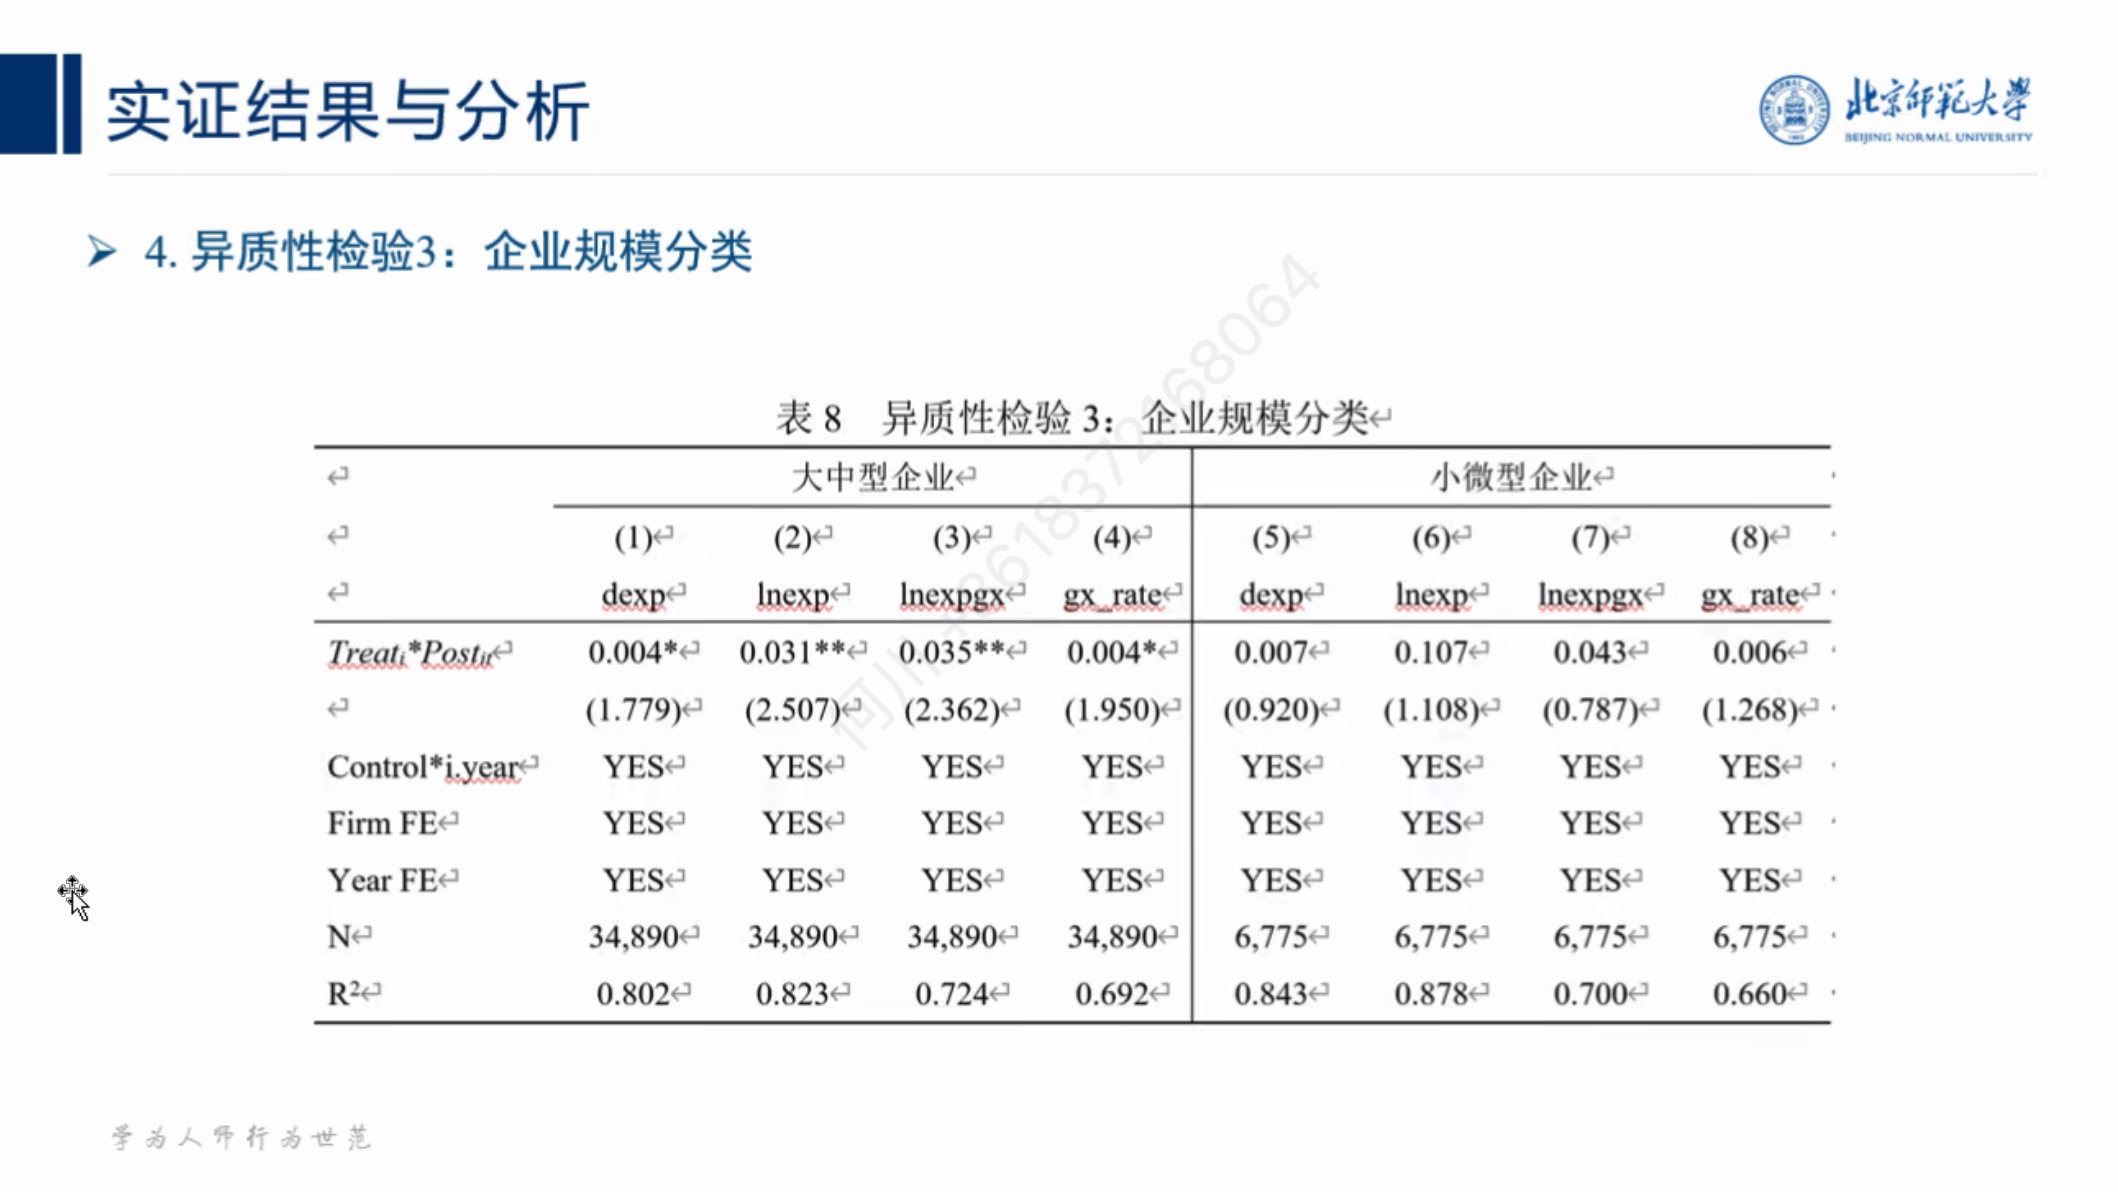 实证结果与分析
北京师范大学
BEIJING NORMAL UNIVERSITY
➢ 4. 异质性检验3：企业规模分类
表 8 异质性检验 3：企业规模分类↵
↵ 大中型企业↵ 小微型企业↵
↵ (1)↵ (2)↵ (3)↵ (4)↵ (5)↵ (6)↵ (7)↵ (8)↵
↵ dexp↵ lnexp↵ lnexpgx↵ gx_rate↵ dexp↵ lnexp↵ lnexpgx↵ gx_rate↵
Treatᵢ*Postᵢₜ↵ 0.004*↵ 0.031**↵ 0.035**↵ 0.004*↵ 0.007↵ 0.107↵ 0.043↵ 0.006↵
↵ (1.779)↵ (2.507)↵ (2.362)↵ (1.950)↵ (0.920)↵ (1.108)↵ (0.787)↵ (1.268)↵
Control*i.year↵ YES↵ YES↵ YES↵ YES↵ YES↵ YES↵ YES↵ YES↵
Firm FE↵ YES↵ YES↵ YES↵ YES↵ YES↵ YES↵ YES↵ YES↵
Year FE↵ YES↵ YES↵ YES↵ YES↵ YES↵ YES↵ YES↵ YES↵
N↵ 34,890↵ 34,890↵ 34,890↵ 34,890↵ 6,775↵ 6,775↵ 6,775↵ 6,775↵
R²↵ 0.802↵ 0.823↵ 0.724↵ 0.692↵ 0.843↵ 0.878↵ 0.700↵ 0.660↵
何川+8618372168064
学为人师行为世范